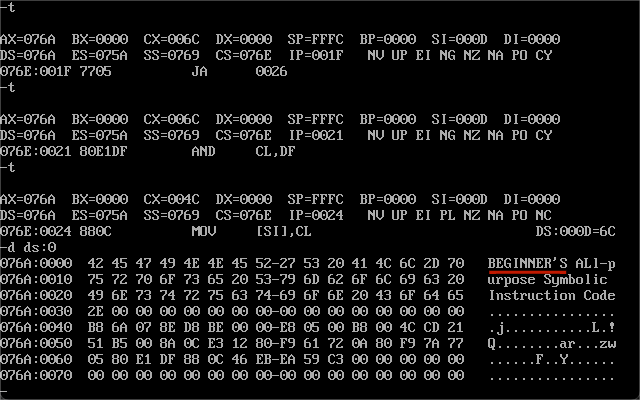 -t
AX=076A BX=0000 CX=006C DX=0000 SP=FFFC BP=0000 SI=000D DI=0000
DS=076A ES=075A SS=0769 CS=076E IP=001F NV UP EI NG NZ NA PO CY
076E:001F 7705 JA 0026
-t
AX=076A BX=0000 CX=006C DX=0000 SP=FFFC BP=0000 SI=000D DI=0000
DS=076A ES=075A SS=0769 CS=076E IP=0021 NV UP EI NG NZ NA PO CY
076E:0021 80E1DF AND CL,DF
-t
AX=076A BX=0000 CX=004C DX=0000 SP=FFFC BP=0000 SI=000D DI=0000
DS=076A ES=075A SS=0769 CS=076E IP=0024 NV UP EI PL NZ NA PO NC
076E:0024 880C MOV [SI],CL DS:000D=6C
-d ds:0
076A:0000 42 45 47 49 4E 4E 45 52-27 53 20 41 4C 6C 2D 70 BEGINNER'S ALl-p
076A:0010 75 72 70 6F 73 65 20 53-79 6D 62 6F 6C 69 63 20 urpose Symbolic
076A:0020 49 6E 73 74 72 75 63 74-69 6F 6E 20 43 6F 64 65 Instruction Code
076A:0030 2E 00 00 00 00 00 00 00-00 00 00 00 00 00 00 00 ................
076A:0040 B8 6A 07 8E D8 BE 00 00-E8 05 00 B8 00 4C CD 21 .j...........L.!
076A:0050 51 B5 00 8A 0C E3 12 80-F9 61 72 0A 80 F9 7A 77 Q........ar...zw
076A:0060 05 80 E1 DF 88 0C 46 EB-EA 59 C3 00 00 00 00 00 ......F..Y......
076A:0070 00 00 00 00 00 00 00 00-00 00 00 00 00 00 00 00 ................
-